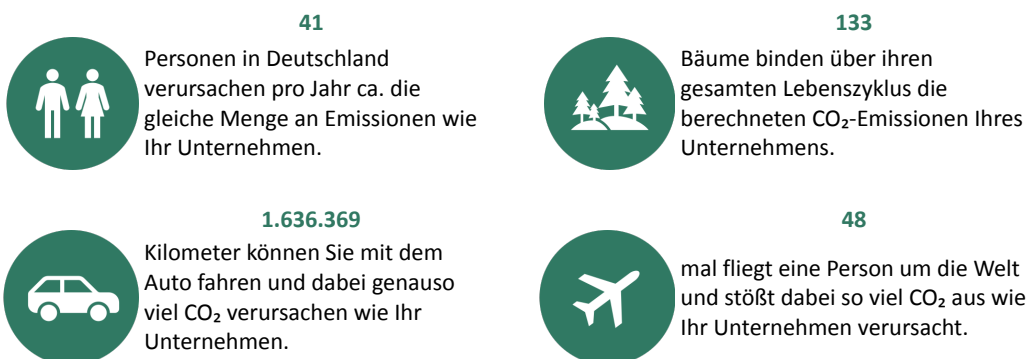 41
Personen in Deutschland
verursachen pro Jahr ca. die
gleiche Menge an Emissionen wie
Ihr Unternehmen.
133
Bäume binden über ihren
gesamten Lebenszyklus die
berechneten CO₂-Emissionen Ihres
Unternehmens.
1.636.369
Kilometer können Sie mit dem
Auto fahren und dabei genauso
viel CO₂ verursachen wie Ihr
Unternehmen.
48
mal fliegt eine Person um die Welt
und stößt dabei so viel CO₂ aus wie
Ihr Unternehmen verursacht.